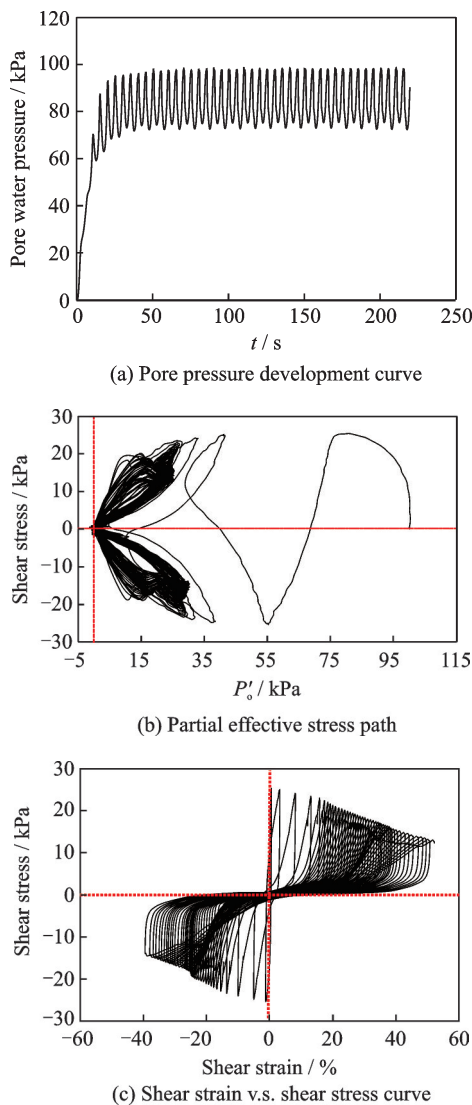 120
100
80
60
40
20
0
Pore water pressure / kPa
0 50 100 150 200 250
t / s
(a) Pore pressure development curve
30
20
10
0
−10
−20
−30
Shear stress / kPa
−5 15 35 55 75 95 115
P′o / kPa
(b) Partial effective stress path
30
20
10
0
−10
−20
−30
Shear stress / kPa
−60 −40 −20 0 20 40 60
Shear strain / %
(c) Shear strain v.s. shear stress curve